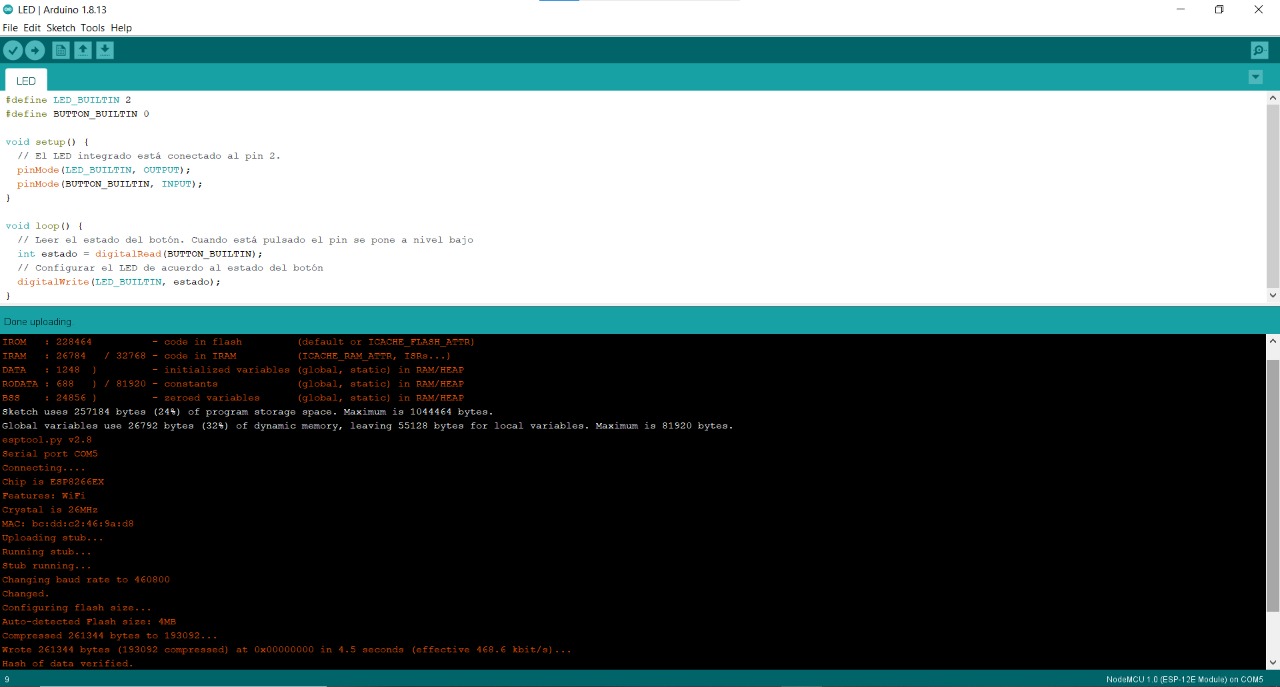 LED | Arduino 1.8.13
File Edit Sketch Tools Help
LED
#define LED_BUILTIN 2
#define BUTTON_BUILTIN 0
void setup() {
// El LED integrado está conectado al pin 2.
pinMode(LED_BUILTIN, OUTPUT);
pinMode(BUTTON_BUILTIN, INPUT);
}
void loop() {
// Leer el estado del botón. Cuando está pulsado el pin se pone a nivel bajo
int estado = digitalRead(BUTTON_BUILTIN);
// Configurar el LED de acuerdo al estado del botón
digitalWrite(LED_BUILTIN, estado);
}
Done uploading.
IROM : 228464 - code in flash (default or ICACHE_FLASH_ATTR)
IRAM : 26784 / 32768 - code in IRAM (ICACHE_RAM_ATTR, ISRs...)
DATA : 1248 ) - initialized variables (global, static) in RAM/HEAP
RODATA : 688 ) / 81920 - constants (global, static) in RAM/HEAP
BSS : 24856 ) - zeroed variables (global, static) in RAM/HEAP
Sketch uses 257184 bytes (24%) of program storage space. Maximum is 1044464 bytes.
Global variables use 26792 bytes (32%) of dynamic memory, leaving 55128 bytes for local variables. Maximum is 81920 bytes.
esptool.py v2.8
Serial port COM5
Connecting....
Chip is ESP8266EX
Features: WiFi
Crystal is 26MHz
MAC: bc:dd:c2:46:9a:d8
Uploading stub...
Running stub...
Stub running...
Changing baud rate to 460800
Changed.
Configuring flash size...
Auto-detected Flash size: 4MB
Compressed 261344 bytes to 193092...
Wrote 261344 bytes (193092 compressed) at 0x00000000 in 4.5 seconds (effective 468.6 kbit/s)...
Hash of data verified.
9
NodeMCU 1.0 (ESP-12E Module) on COM5